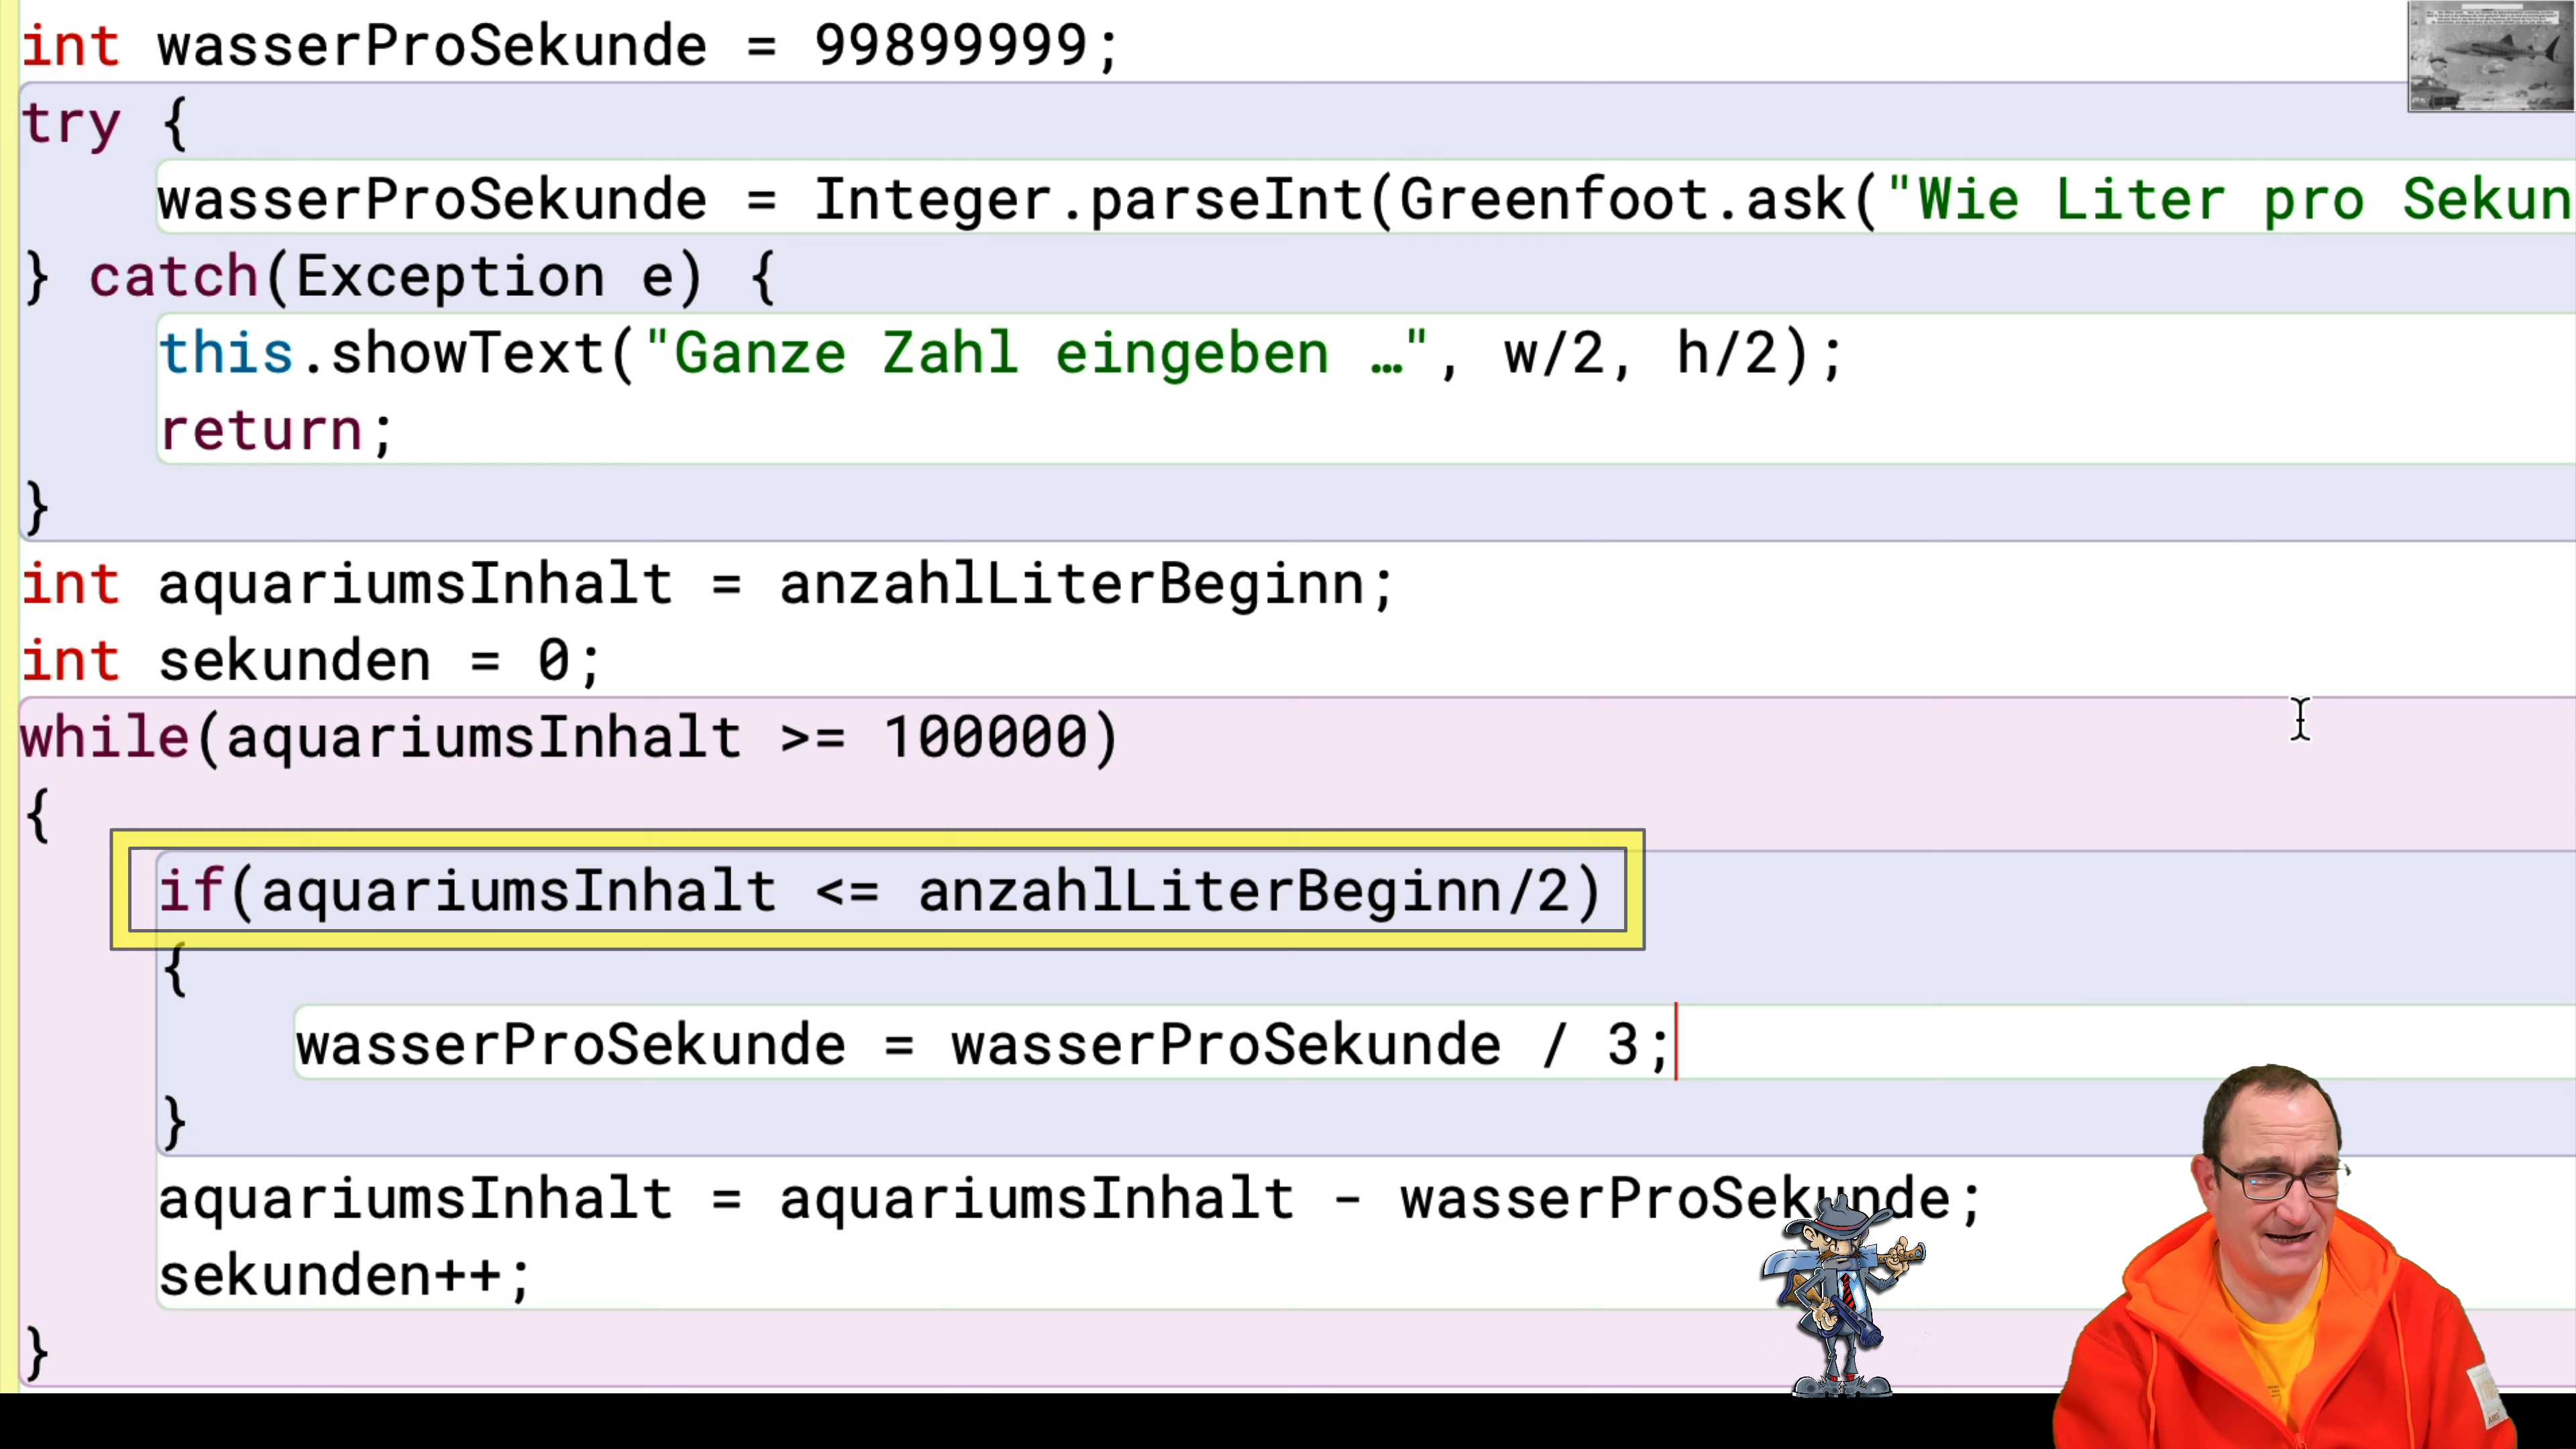 int wasserProSekunde = 99899999;
try {
wasserProSekunde = Integer.parseInt(Greenfoot.ask("Wie Liter pro Sekun
} catch(Exception e) {
this.showText("Ganze Zahl eingeben …", w/2, h/2);
return;
}
int aquariumsInhalt = anzahlLiterBeginn;
int sekunden = 0;
while(aquariumsInhalt >= 100000)
{
if(aquariumsInhalt <= anzahlLiterBeginn/2)
{
wasserProSekunde = wasserProSekunde / 3;
}
aquariumsInhalt = aquariumsInhalt - wasserProSekunde;
sekunden++;
}